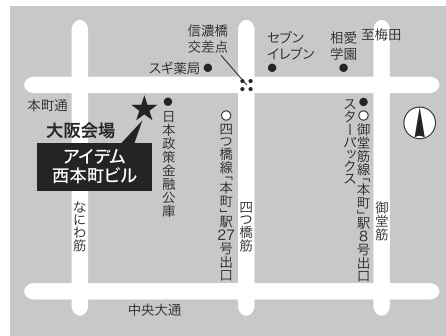 信濃橋
交差点
セブン
イレブン
相愛
学園
至梅田
スギ薬局
本町通
大阪会場
アイデム
西本町ビル
日本政策金融公庫
四つ橋線「本町」駅27号出口
スターバックス
御堂筋線「本町」駅8号出口
なにわ筋
四つ橋筋
御堂筋
中央大通